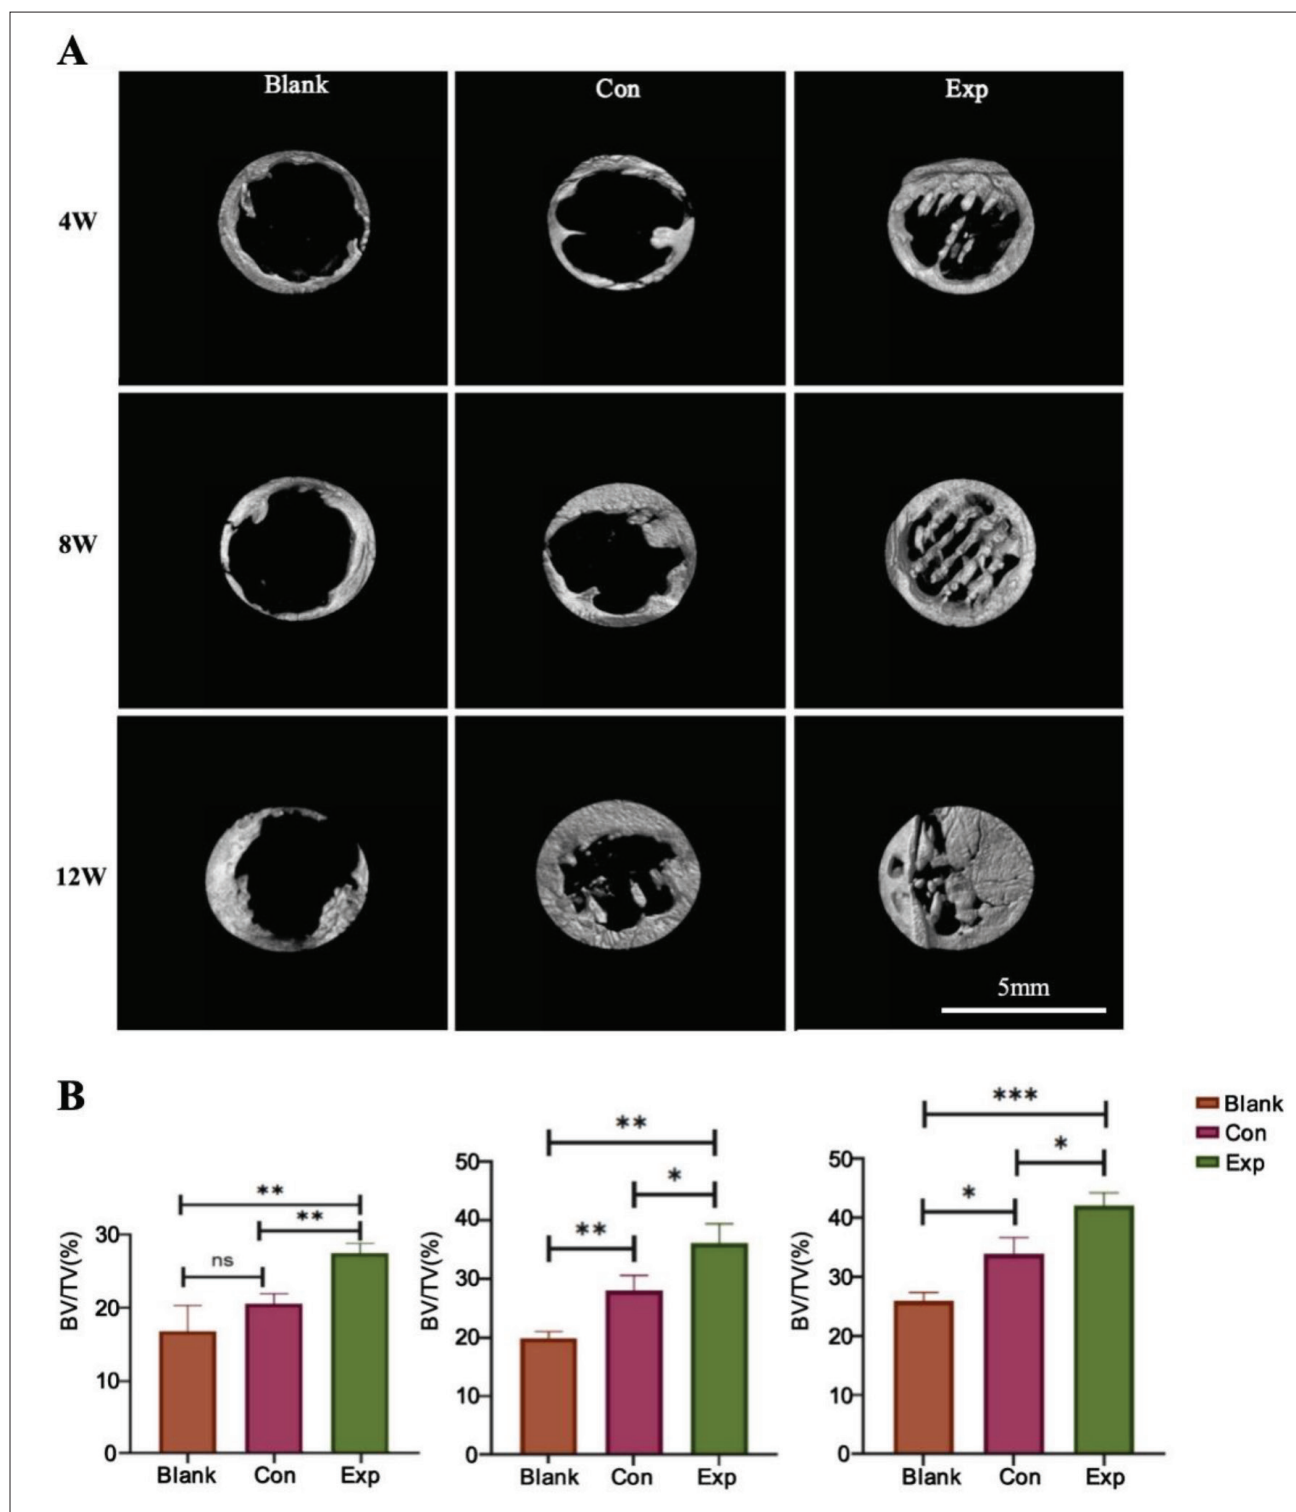 A
Blank Con Exp
4W
8W
12W
5mm
B
Blank
Con
Exp
** ** ns
BV/TV(%)
30
20
10
0
Blank Con Exp
** * **
BV/TV(%)
50
40
30
20
10
0
Blank Con Exp
*** * *
BV/TV(%)
50
40
30
20
10
0
Blank Con Exp